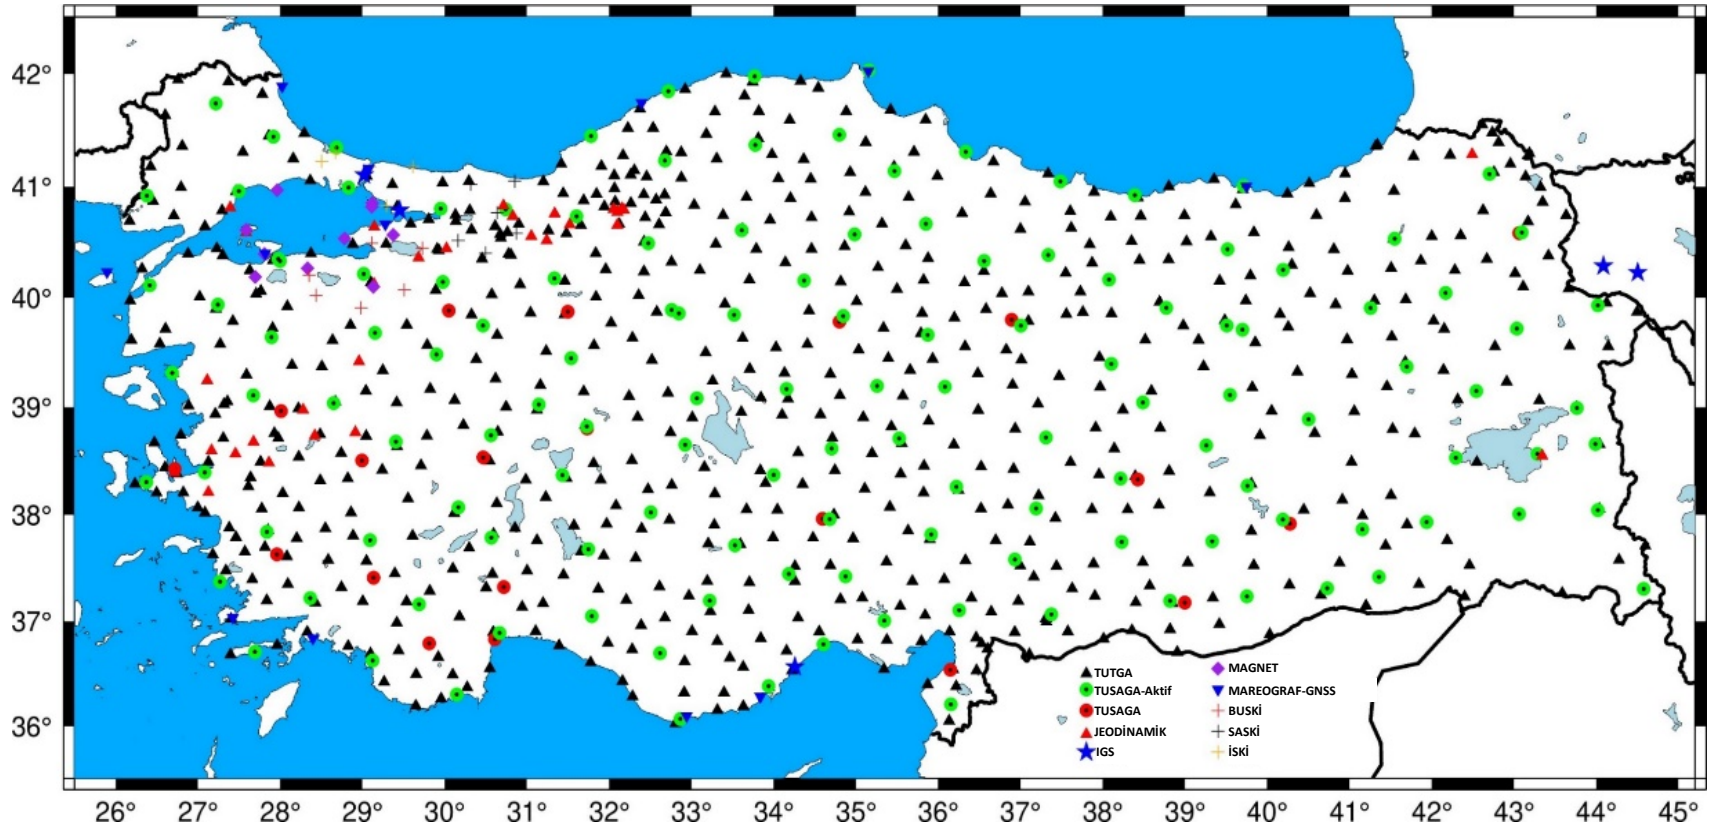 42°
41°
40°
39°
38°
37°
36°
TUTGA
TUSAGA-Aktif
TUSAGA
JEODİNAMİK
IGS
MAGNET
MAREOGRAF-GNSS
BUSKİ
SASKİ
İSKİ
26° 27° 28° 29° 30° 31° 32° 33° 34° 35° 36° 37° 38° 39° 40° 41° 42° 43° 44° 45°